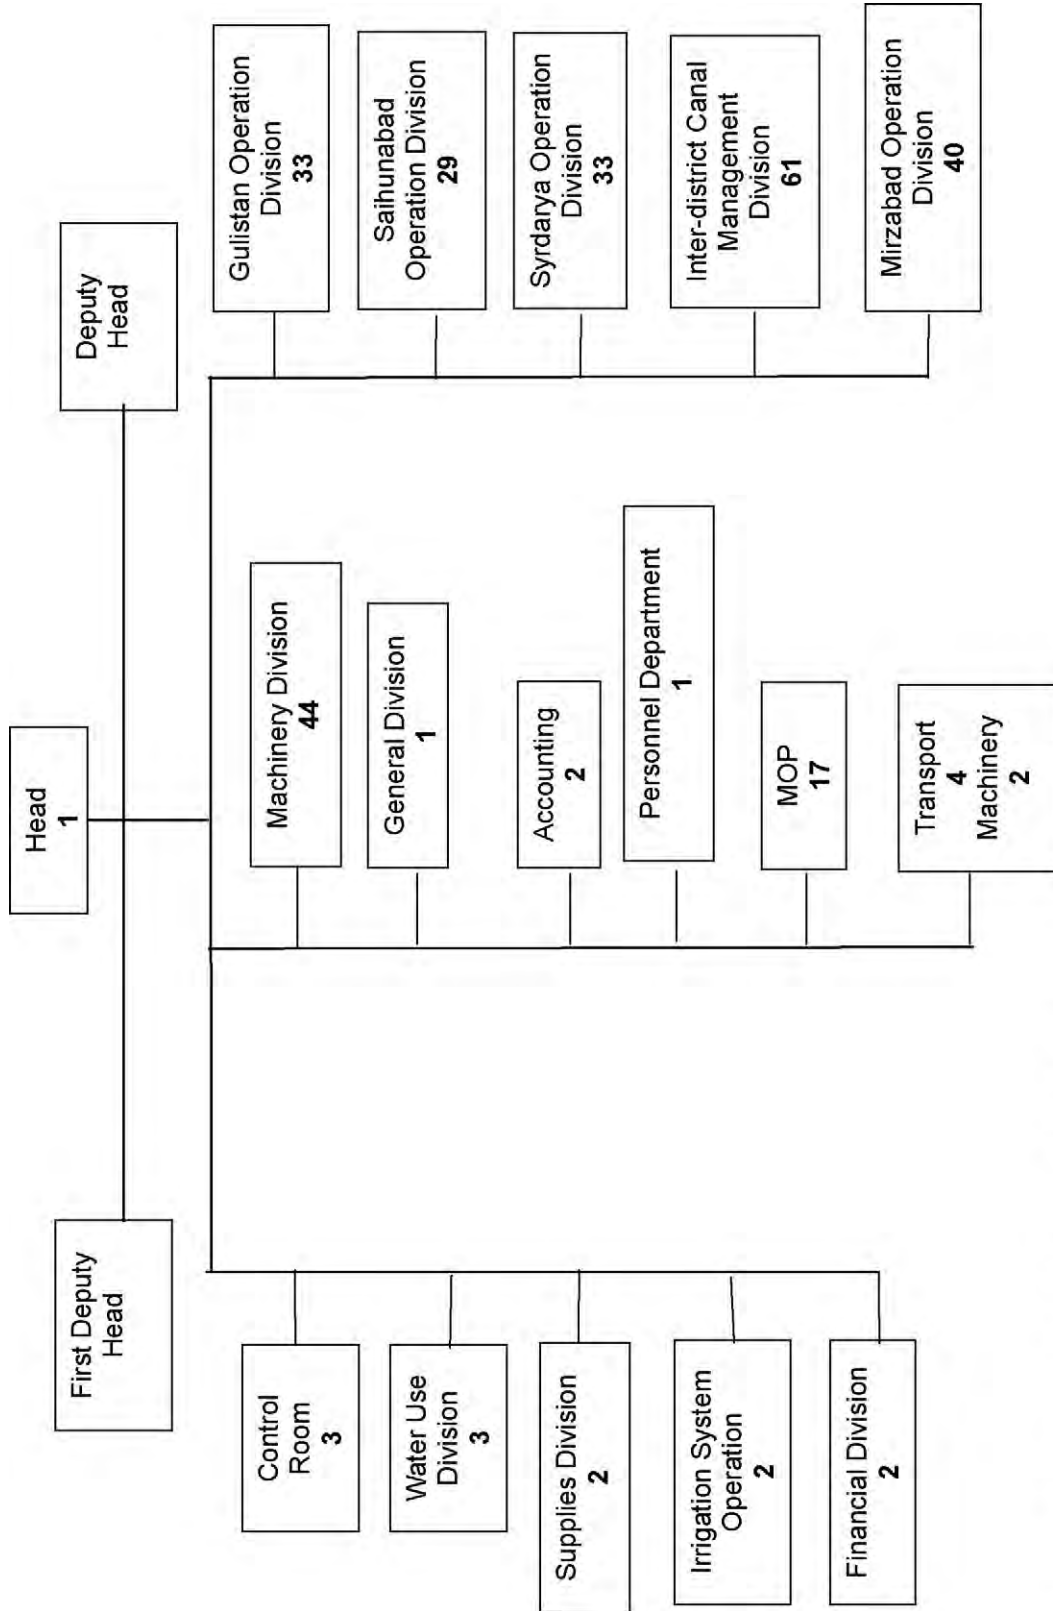 Head
1
First Deputy
Head
Deputy
Head
Control
Room
3
Water Use
Division
3
Supplies Division
2
Irrigation System
Operation
2
Financial Division
2
Machinery Division
44
General Division
1
Accounting
2
Personnel Department
1
MOP
17
Transport
4
Machinery
2
Gulistan Operation
Division
33
Saihunabad
Operation Division
29
Syrdarya Operation
Division
33
Inter-district Canal
Management
Division
61
Mirzabad Operation
Division
40